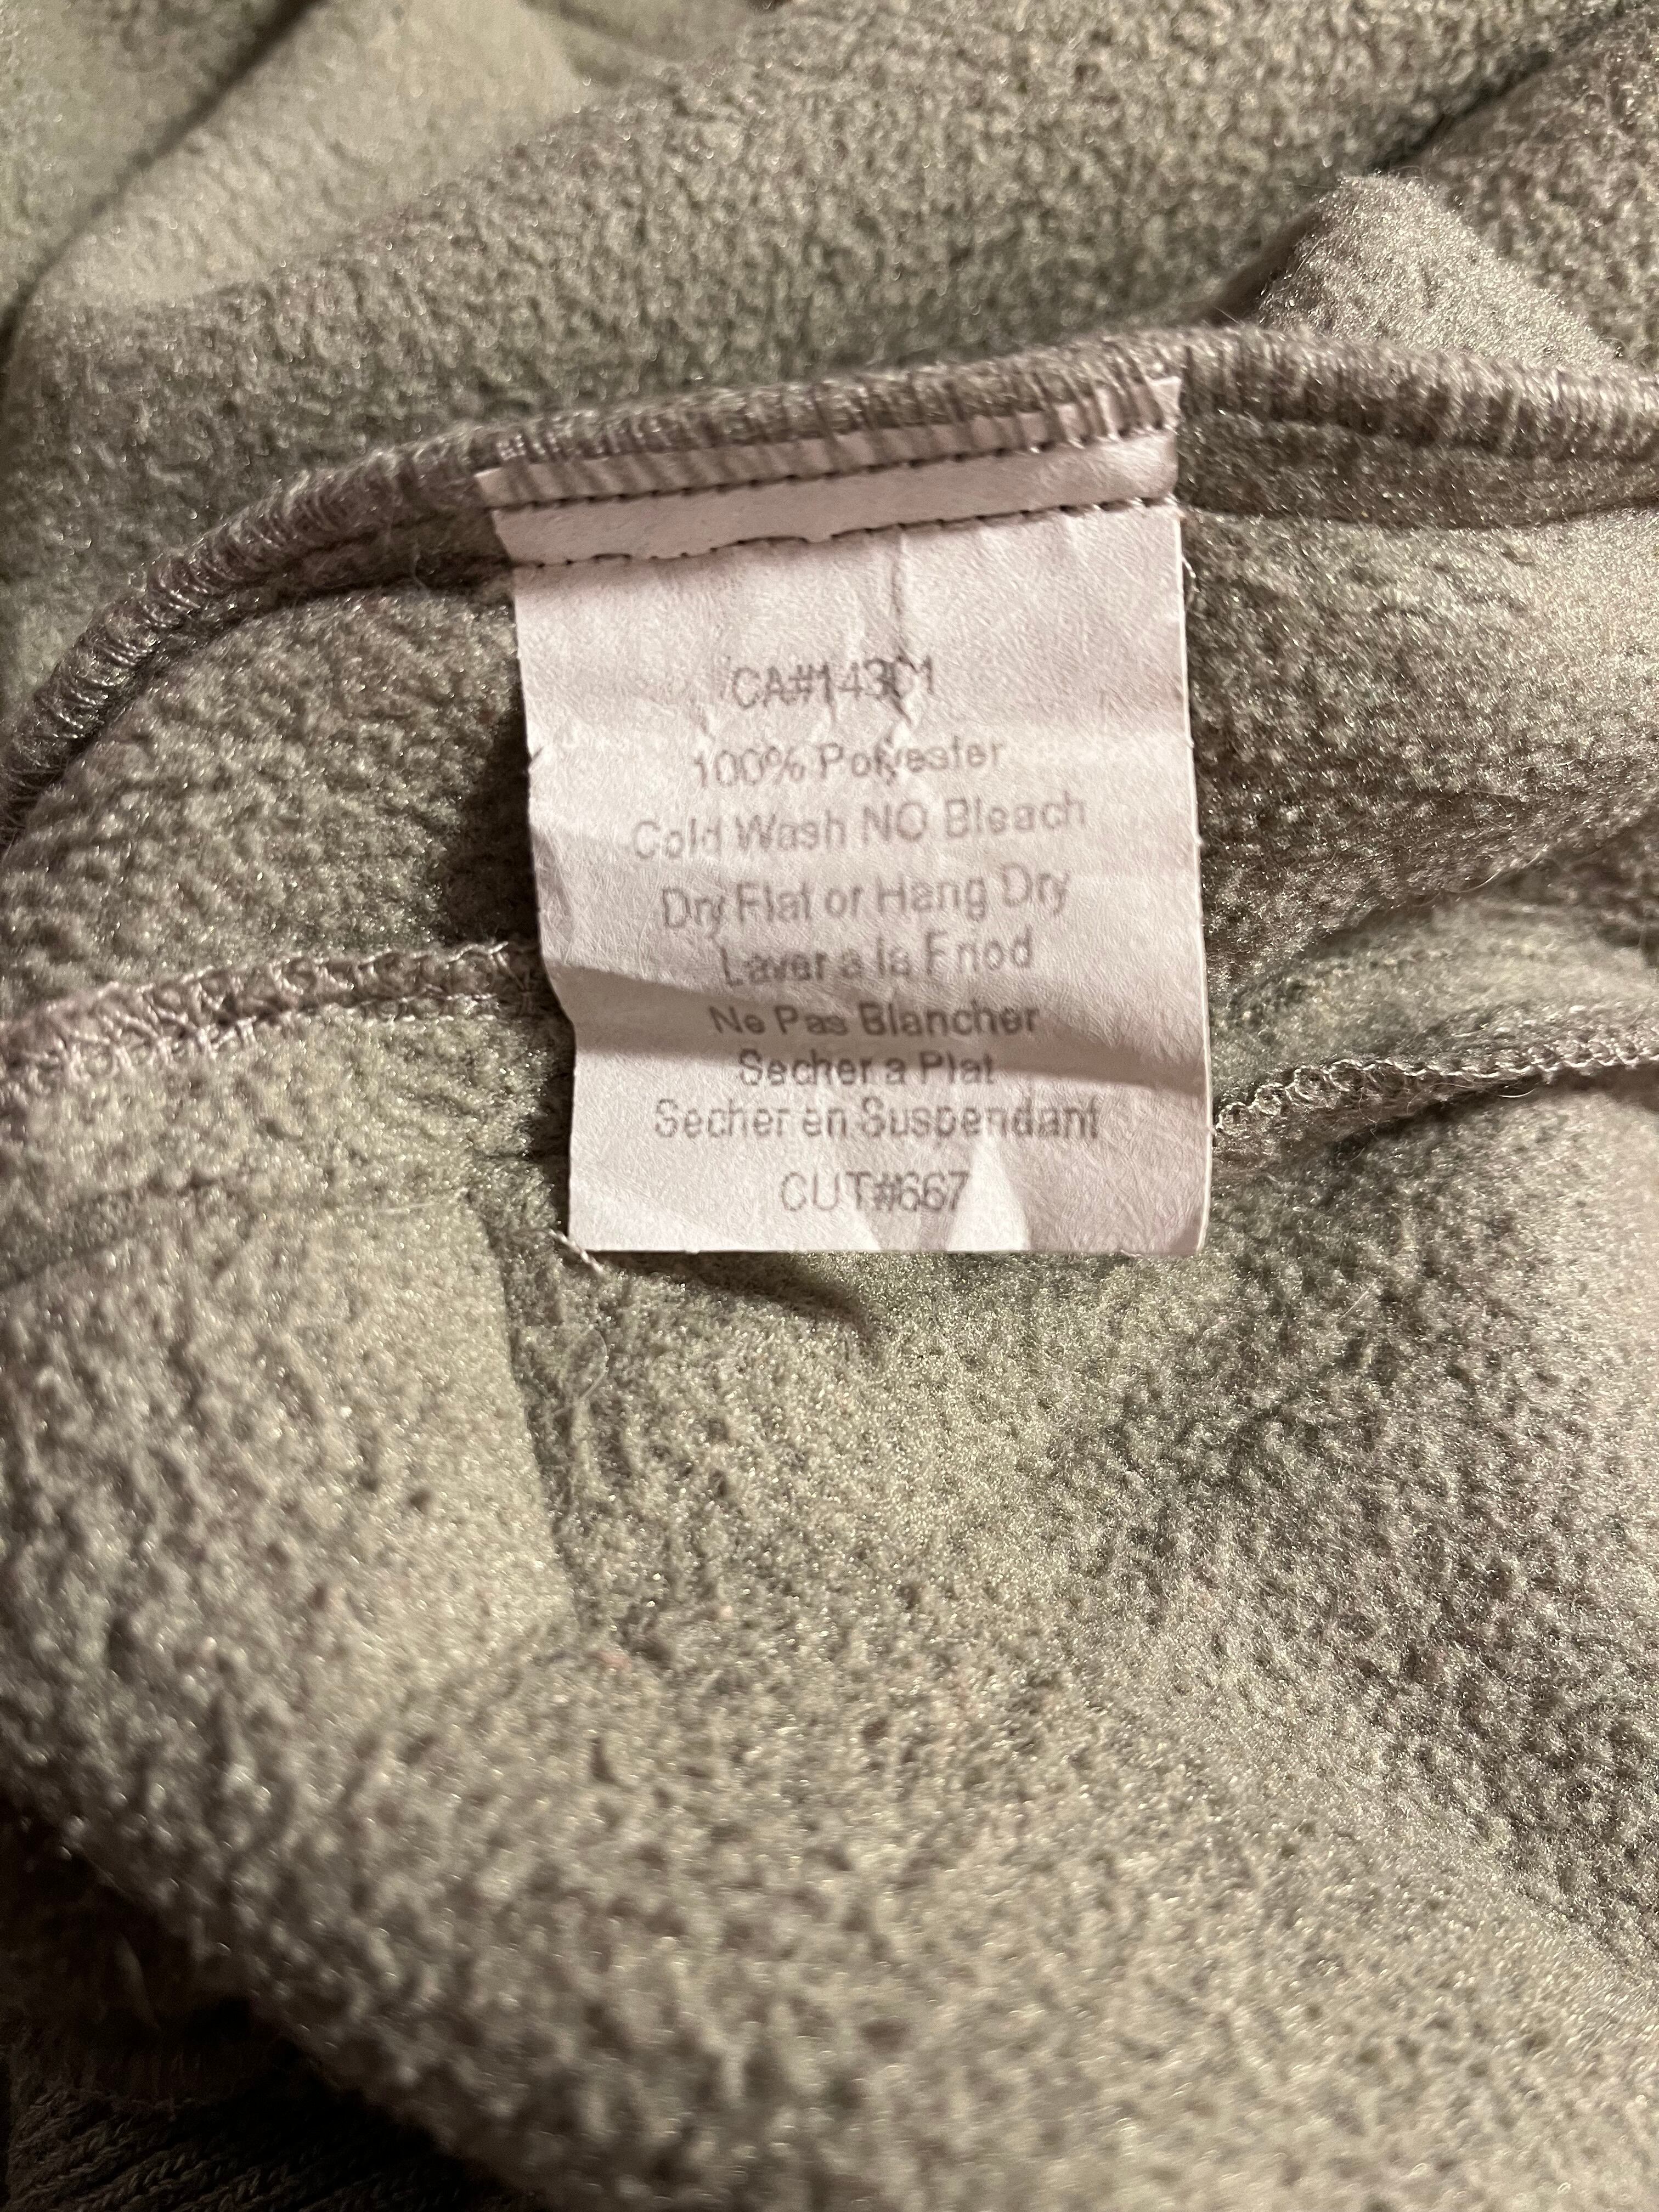 CA#14301
100% Polyester
Cold Wash NO Bleach
Dry Flat or Hang Dry
Laver a la Friod
Ne Pas Blancher
Secher a Plat
Secher en Suspendant
CUT#667